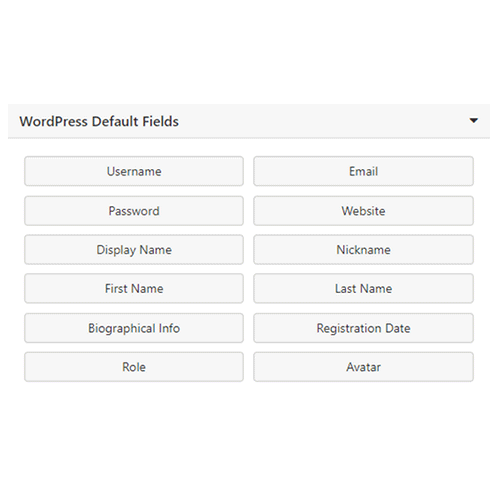 WordPress Default Fields
Username Email
Password Website
Display Name Nickname
First Name Last Name
Biographical Info Registration Date
Role Avatar